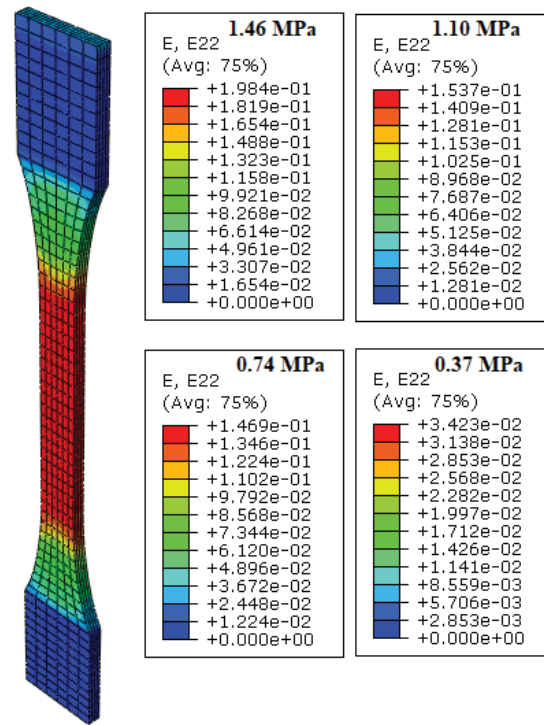 1.46 MPa
E, E22
(Avg: 75%)
+1.984e-01
+1.819e-01
+1.654e-01
+1.488e-01
+1.323e-01
+1.158e-01
+9.921e-02
+8.268e-02
+6.614e-02
+4.961e-02
+3.307e-02
+1.654e-02
+0.000e+00
1.10 MPa
E, E22
(Avg: 75%)
+1.537e-01
+1.409e-01
+1.281e-01
+1.153e-01
+1.025e-01
+8.968e-02
+7.687e-02
+6.406e-02
+5.125e-02
+3.844e-02
+2.562e-02
+1.281e-02
+0.000e+00
0.74 MPa
E, E22
(Avg: 75%)
+1.469e-01
+1.346e-01
+1.224e-01
+1.102e-01
+9.792e-02
+8.568e-02
+7.344e-02
+6.120e-02
+4.896e-02
+3.672e-02
+2.448e-02
+1.224e-02
+0.000e+00
0.37 MPa
E, E22
(Avg: 75%)
+3.423e-02
+3.138e-02
+2.853e-02
+2.568e-02
+2.282e-02
+1.997e-02
+1.712e-02
+1.426e-02
+1.141e-02
+8.559e-03
+5.706e-03
+2.853e-03
+0.000e+00